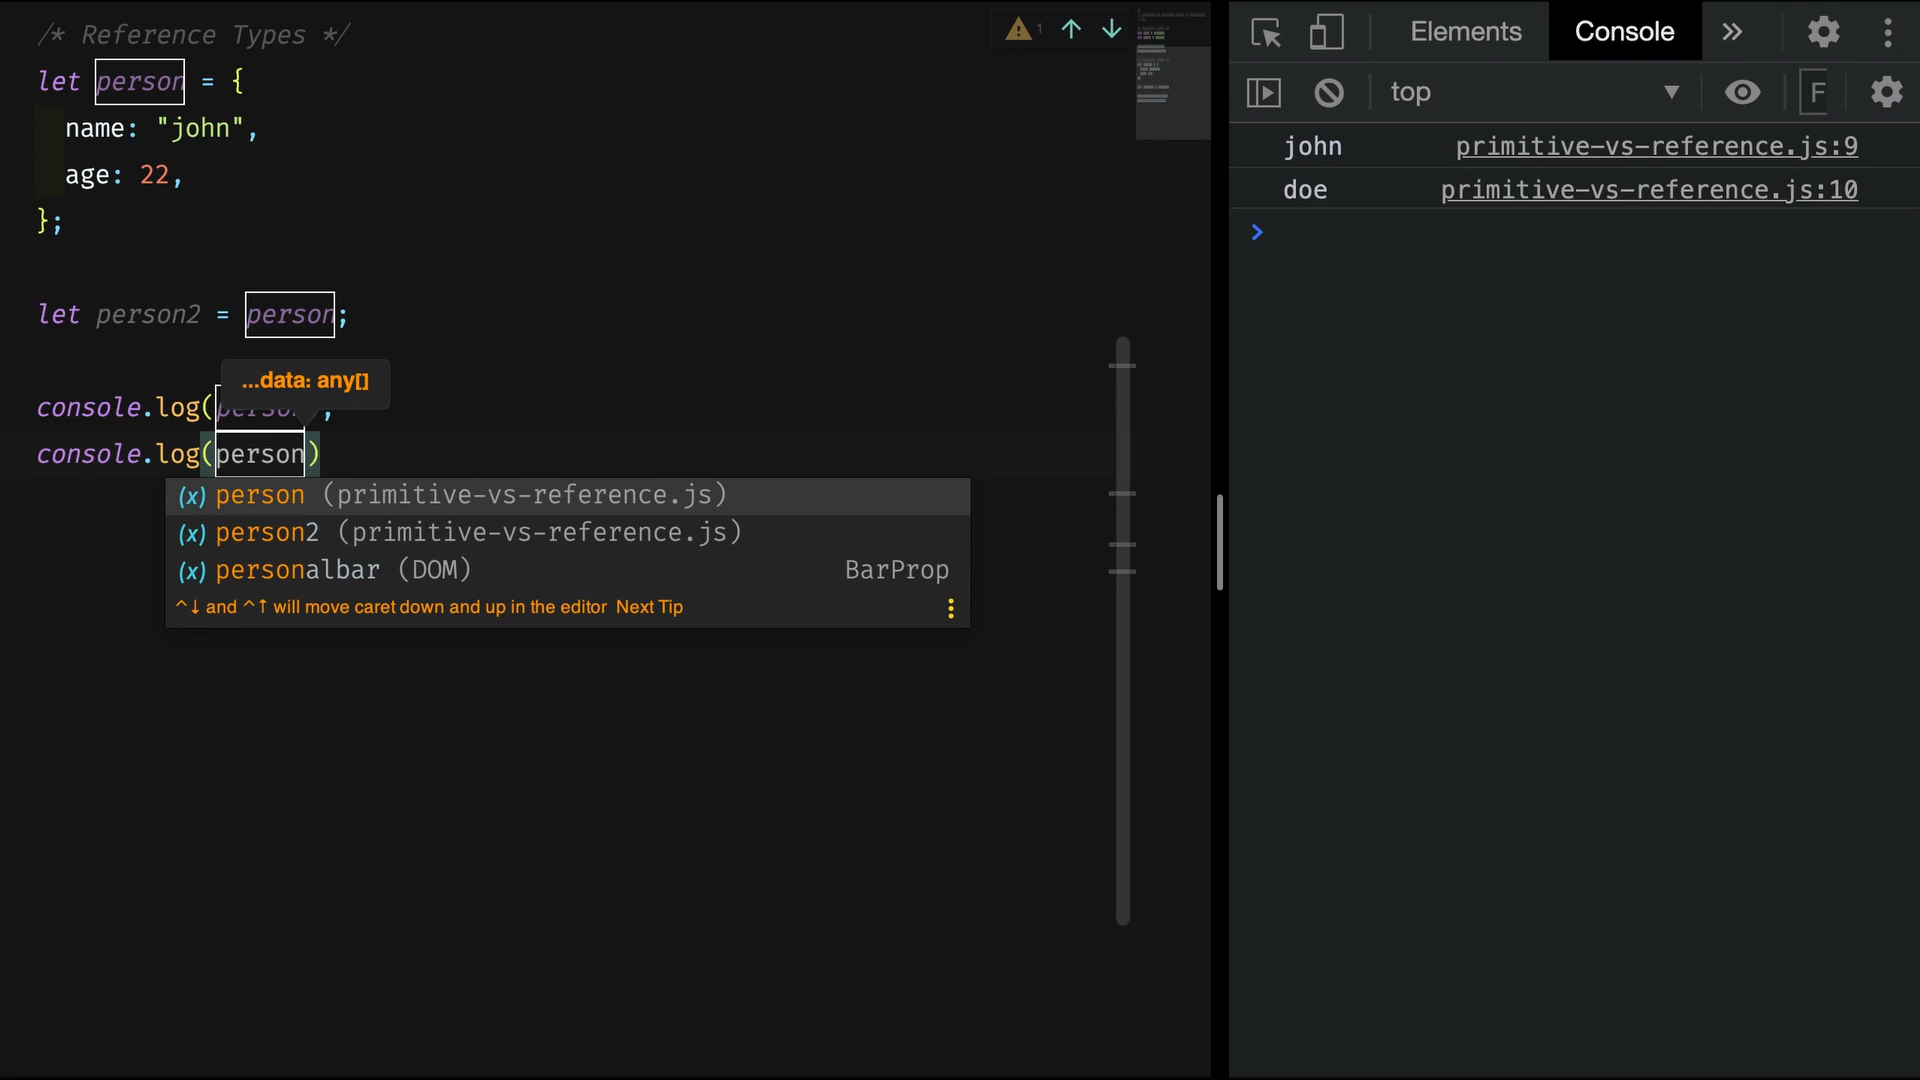 /* Reference Types */
let person = {
name: "john",
age: 22,
};
let person2 = person;
...data: any[]
console.log(person);
console.log(person)
(x) person (primitive-vs-reference.js)
(x) person2 (primitive-vs-reference.js)
(x) personalbar (DOM) BarProp
^↓ and ^↑ will move caret down and up in the editor Next Tip
1
Elements Console
top F
john primitive-vs-reference.js:9
doe primitive-vs-reference.js:10